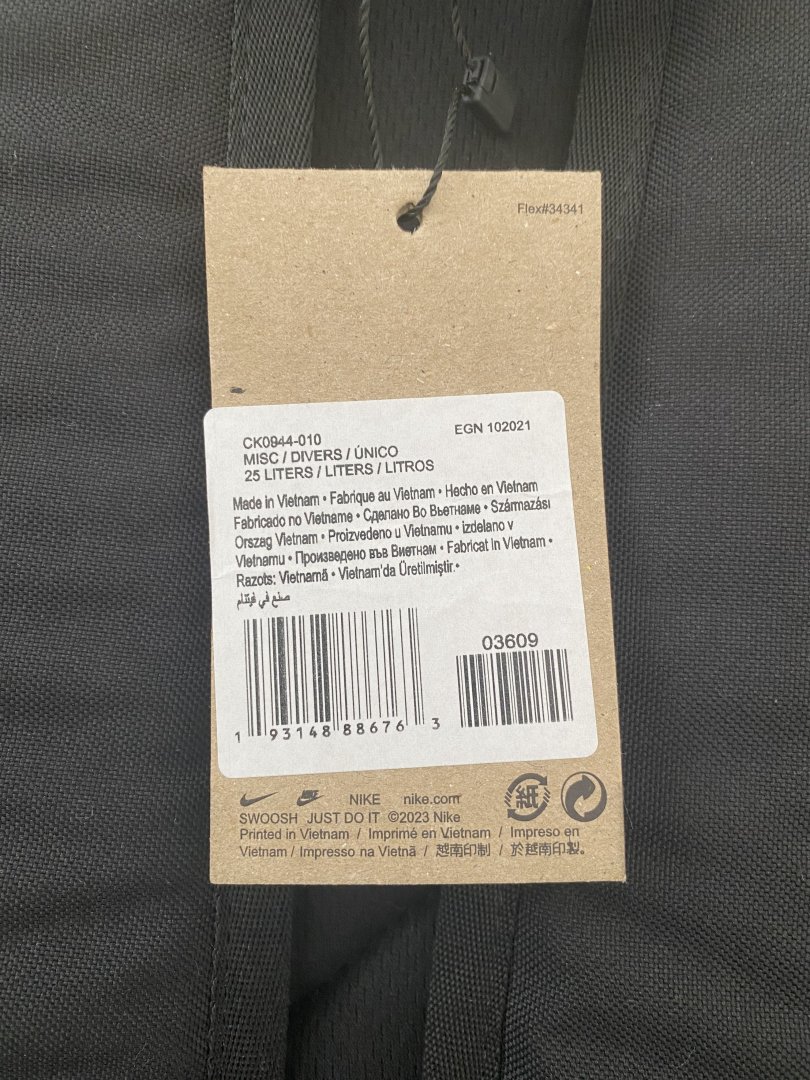 Flex#34341
CK0944-010
EGN 102021
MISC / DIVERS / ÚNICO
25 LITERS / LITERS / LITROS
Made in Vietnam • Fabrique au Vietnam • Hecho en Vietnam
Fabricado no Vietname • Сделано Во Вьетнаме • Származási
Orszag Vietnam • Proizvedeno u Vietnamu • izdelano v
Vietnamu • Произведено във Виетнам • Fabricat in Vietnam •
Razots: Vietnamā • Vietnam'da Üretilmiştir.•
صنع في فيتنام
03609
1 93148 88676 3
NIKE nike.com
SWOOSH JUST DO IT ©2023 Nike
Printed in Vietnam / Imprimé en Vietnam / Impreso en
Vietnam / Impresso na Vietnã / 越南印制 / 於越南印製。
紙